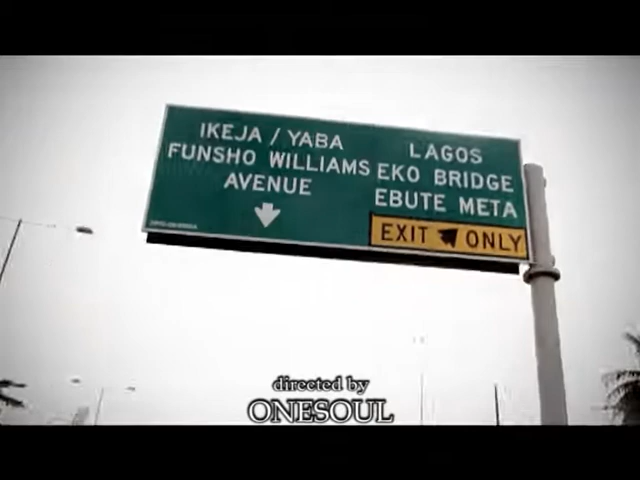 IKEJA / YABA
FUNSHO WILLIAMS
AVENUE
LAGOS
EKO BRIDGE
EBUTE META
EXIT ONLY
directed by
ONESOUL